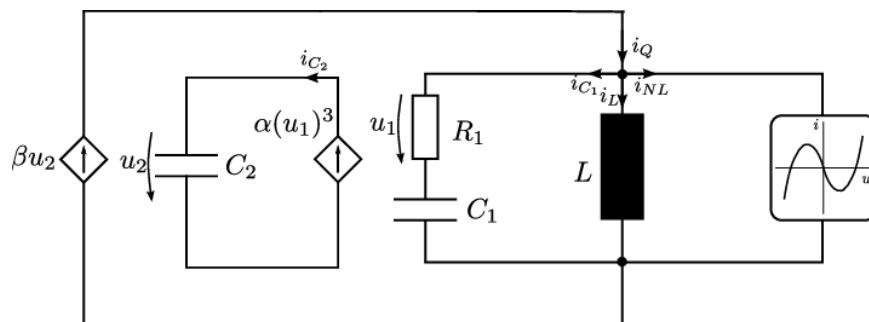 i_Q
i_{C_2}
i_{C_1}
i_L
i_{NL}
α(u_1)^3
u_1
R_1
i
βu_2
u_2
C_2
L
u
C_1